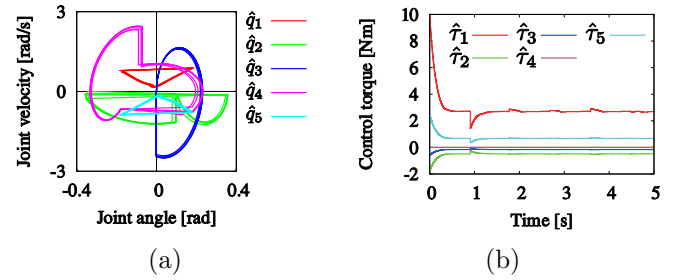 3
0
-3
-0.4 0 0.4
Joint velocity [rad/s]
Joint angle [rad]
q̂1
q̂2
q̂3
q̂4
q̂5
(a)
10
8
6
4
2
0
-2
0 1 2 3 4 5
Control torque [Nm]
Time [s]
τ̂1 τ̂3 τ̂5
τ̂2 τ̂4
(b)